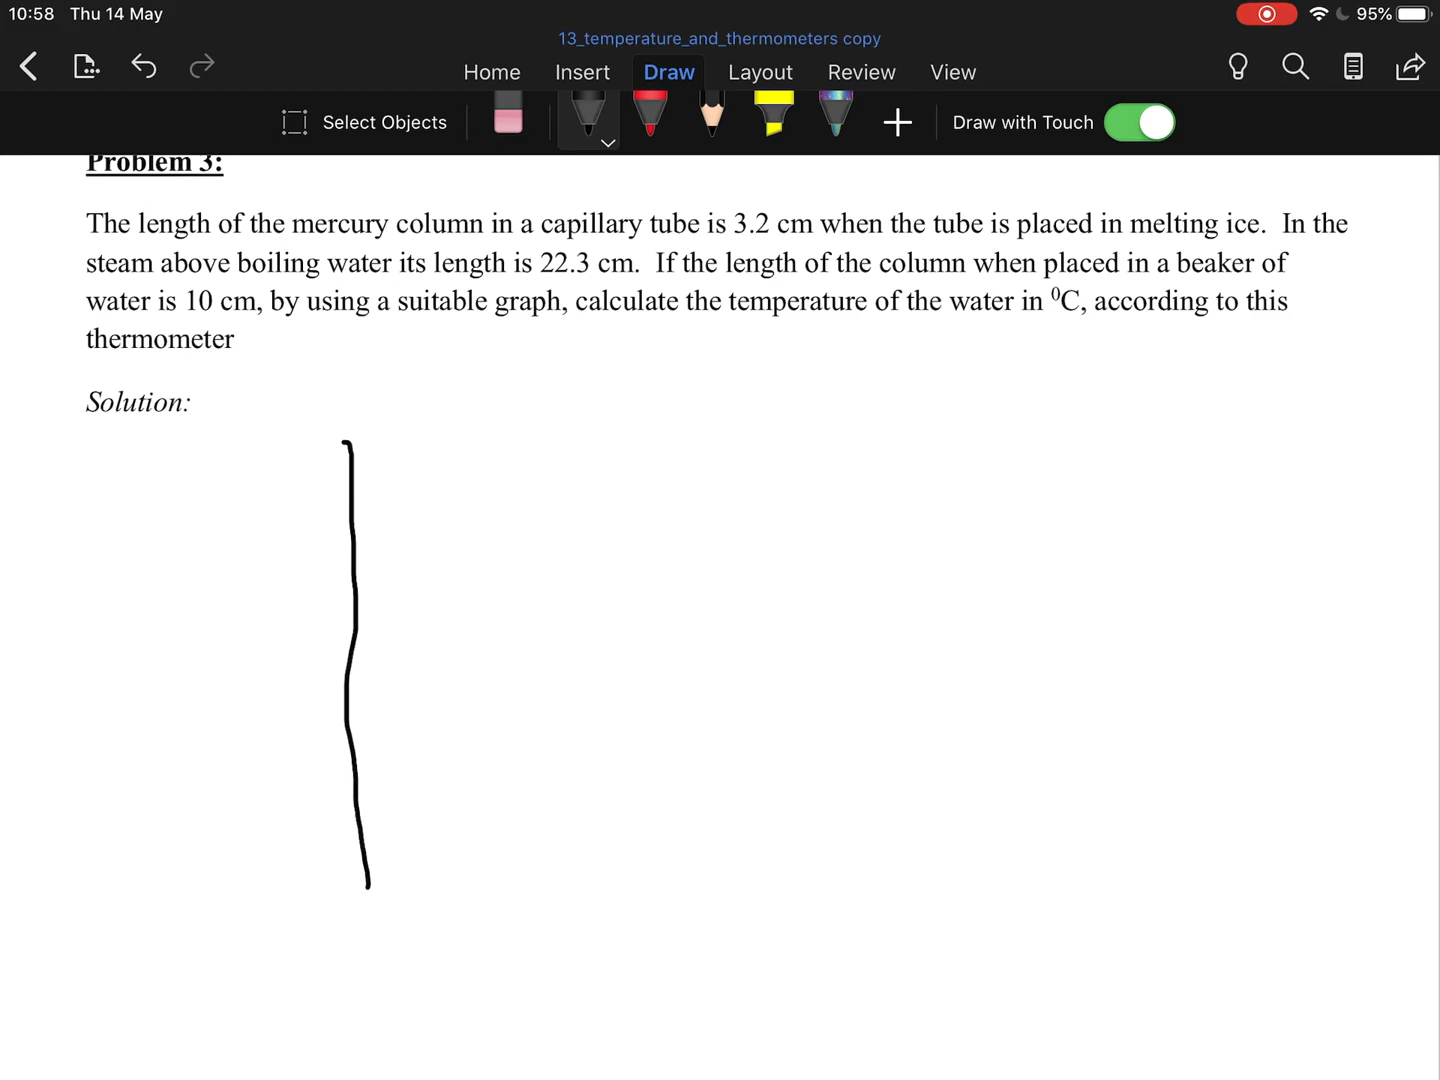 10:58 Thu 14 May 95%
13_temperature_and_thermometers copy
Home Insert Draw Layout Review View
Select Objects Draw with Touch
Problem 3:
The length of the mercury column in a capillary tube is 3.2 cm when the tube is placed in melting ice. In the
steam above boiling water its length is 22.3 cm. If the length of the column when placed in a beaker of
water is 10 cm, by using a suitable graph, calculate the temperature of the water in ⁰C, according to this
thermometer
Solution: